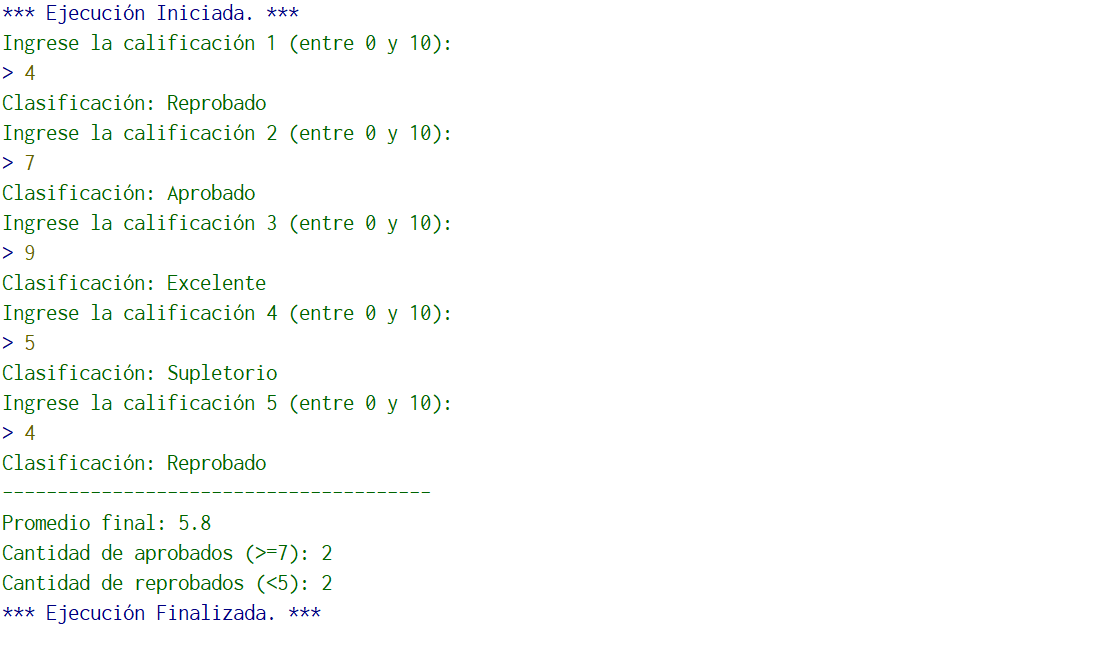 *** Ejecución Iniciada. ***
Ingrese la calificación 1 (entre 0 y 10):
> 4
Clasificación: Reprobado
Ingrese la calificación 2 (entre 0 y 10):
> 7
Clasificación: Aprobado
Ingrese la calificación 3 (entre 0 y 10):
> 9
Clasificación: Excelente
Ingrese la calificación 4 (entre 0 y 10):
> 5
Clasificación: Supletorio
Ingrese la calificación 5 (entre 0 y 10):
> 4
Clasificación: Reprobado
---------------------------------------
Promedio final: 5.8
Cantidad de aprobados (>=7): 2
Cantidad de reprobados (<5): 2
*** Ejecución Finalizada. ***